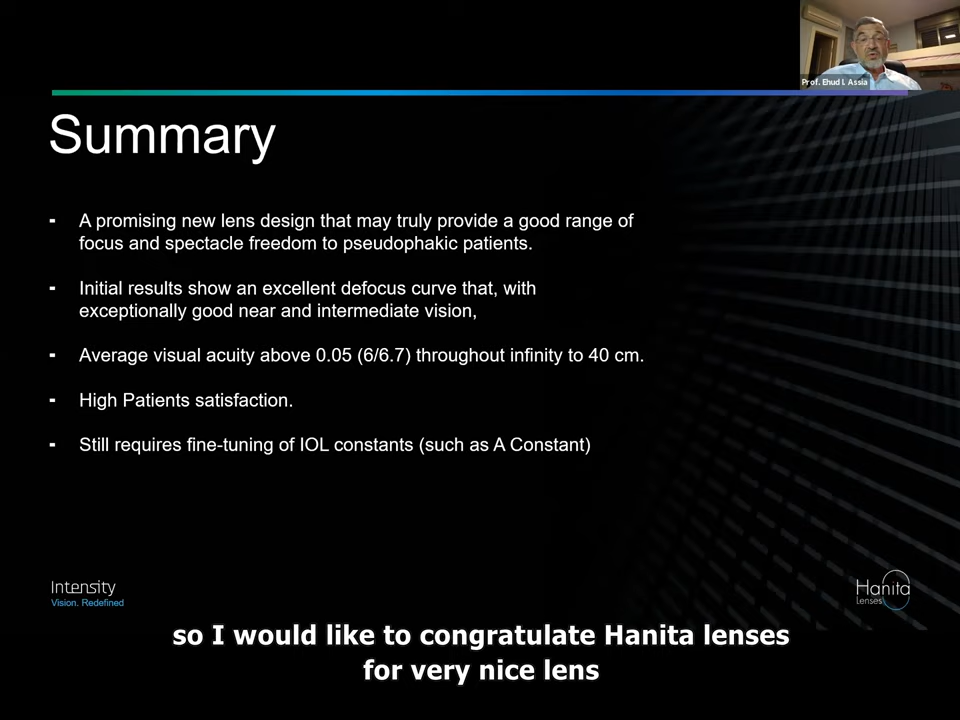 Prof. Ehud I. Assia
Summary
- A promising new lens design that may truly provide a good range of
focus and spectacle freedom to pseudophakic patients.
- Initial results show an excellent defocus curve that, with
exceptionally good near and intermediate vision,
- Average visual acuity above 0.05 (6/6.7) throughout infinity to 40 cm.
- High Patients satisfaction.
- Still requires fine-tuning of IOL constants (such as A Constant)
Intensity
Vision. Redefined
Hanita
Lenses
so I would like to congratulate Hanita lenses
for very nice lens